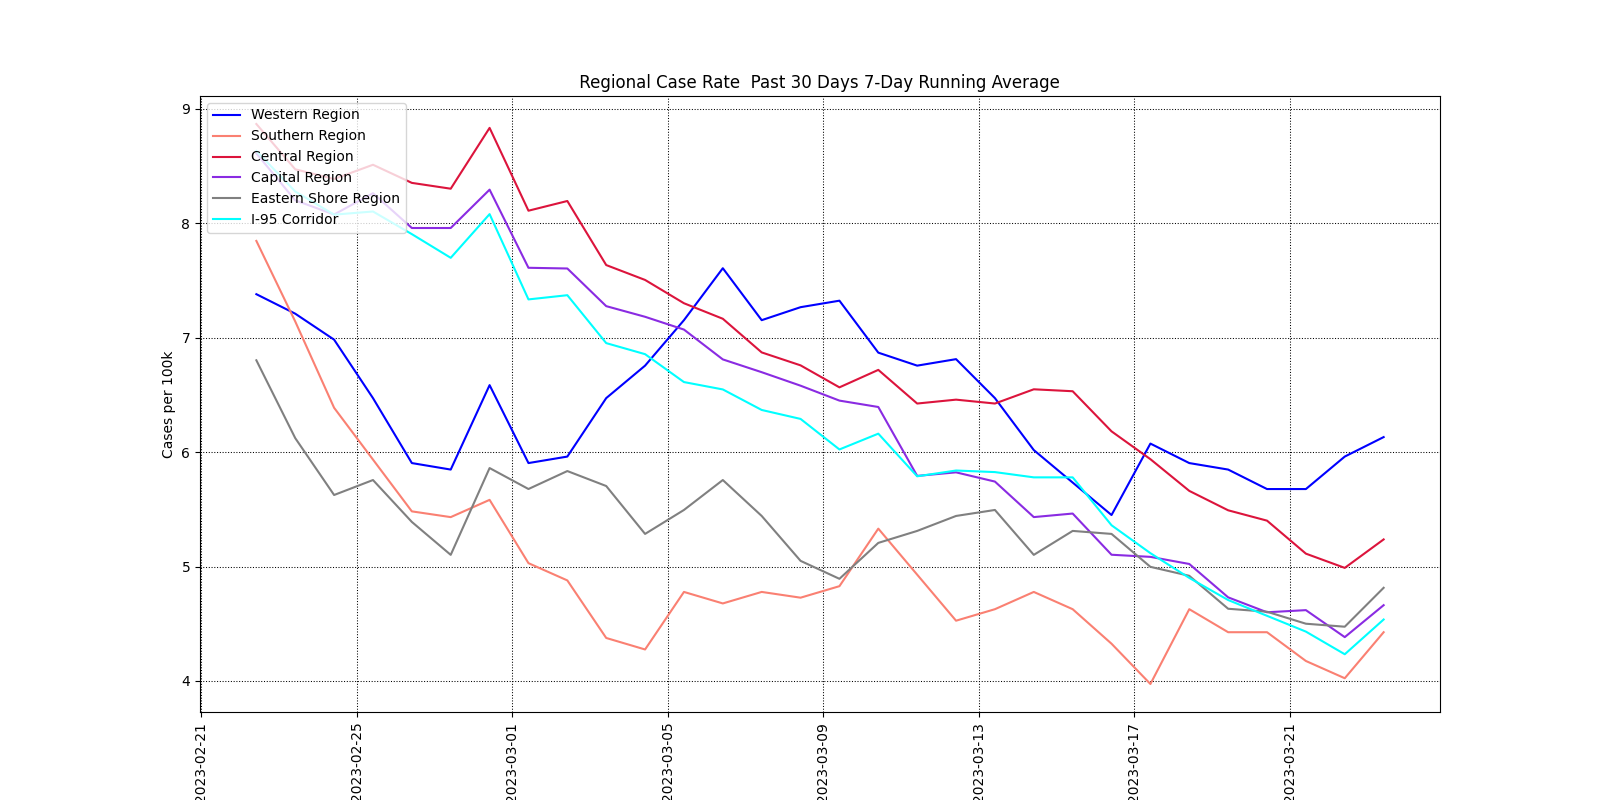 Regional Case Rate  Past 30 Days 7-Day Running Average
Western Region
Southern Region
Central Region
Capital Region
Eastern Shore Region
I-95 Corridor
Cases per 100k
9
8
7
6
5
4
2023-02-21
2023-02-25
2023-03-01
2023-03-05
2023-03-09
2023-03-13
2023-03-17
2023-03-21